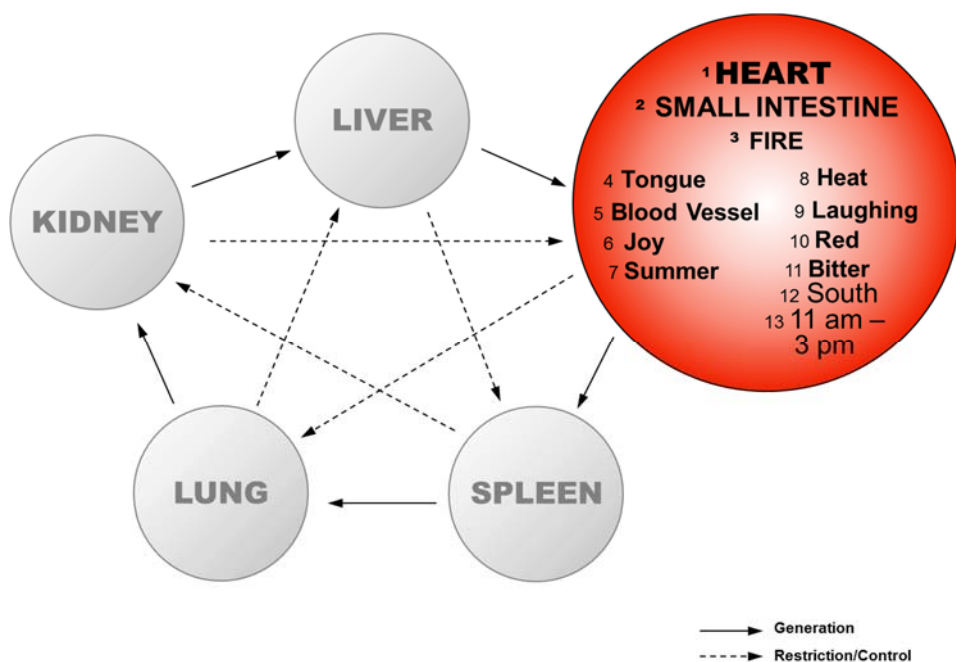 LIVER
KIDNEY
¹ HEART
² SMALL INTESTINE
³ FIRE
4 Tongue
5 Blood Vessel
6 Joy
7 Summer
8 Heat
9 Laughing
10 Red
11 Bitter
12 South
13 11 am –
3 pm
LUNG
SPLEEN
Generation
Restriction/Control